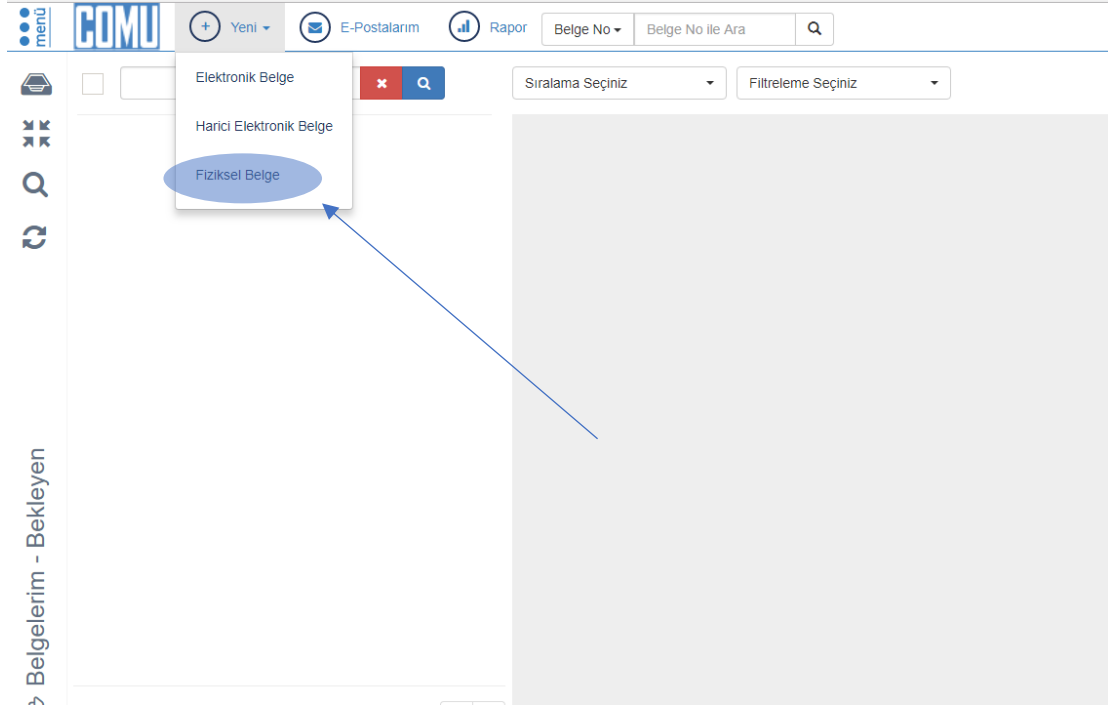 menü
COMU
Yeni
E-Postalarım
Rapor
Belge No
Belge No ile Ara
Elektronik Belge
Harici Elektronik Belge
Fiziksel Belge
Sıralama Seçiniz
Filtreleme Seçiniz
Belgelerim - Bekleyen